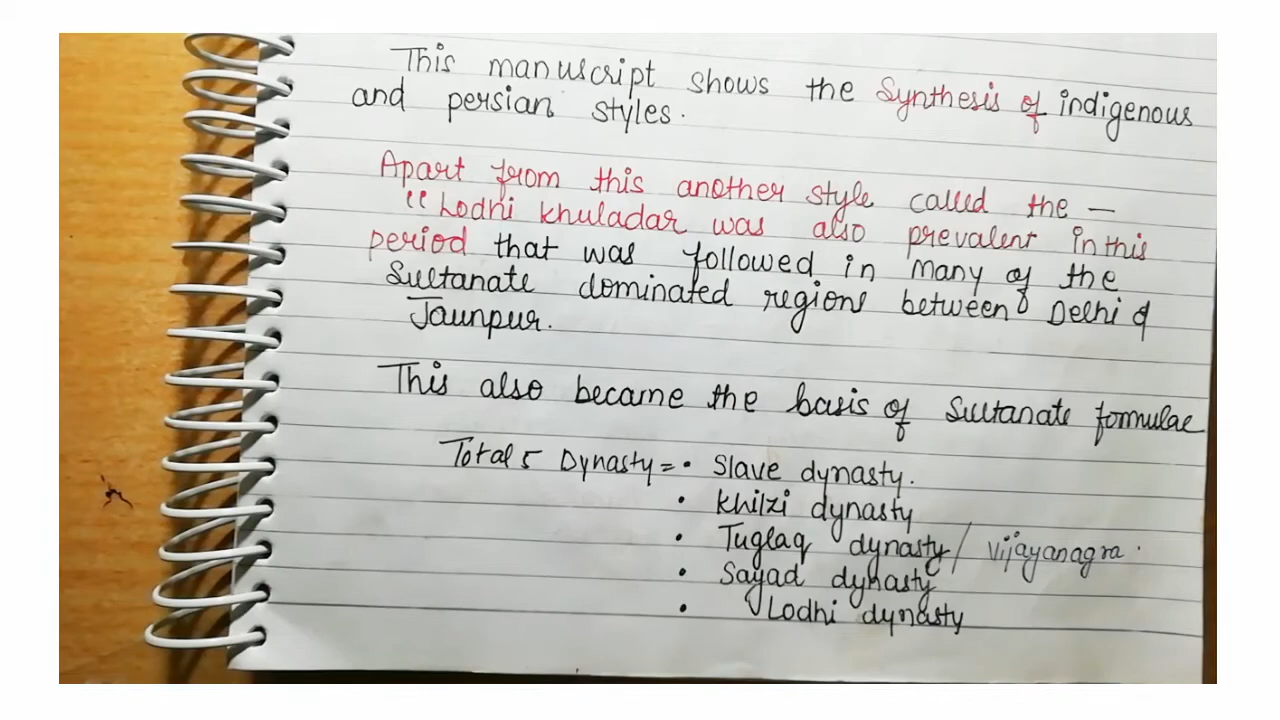 This manuscript shows the Synthesis of indigenous
and persian styles.
Apart from this another style called the —
"Lodhi khuladar was also prevalent in this
period that was followed in many of the
Sultanate dominated regions between Delhi &
Jaunpur.
This also became the basis of Sultanate formulae
Total 5 Dynasty = • Slave dynasty.
• Khilzi dynasty
• Tuglaq dynasty / Vijayanagra.
• Sayad dynasty
• Lodhi dynasty